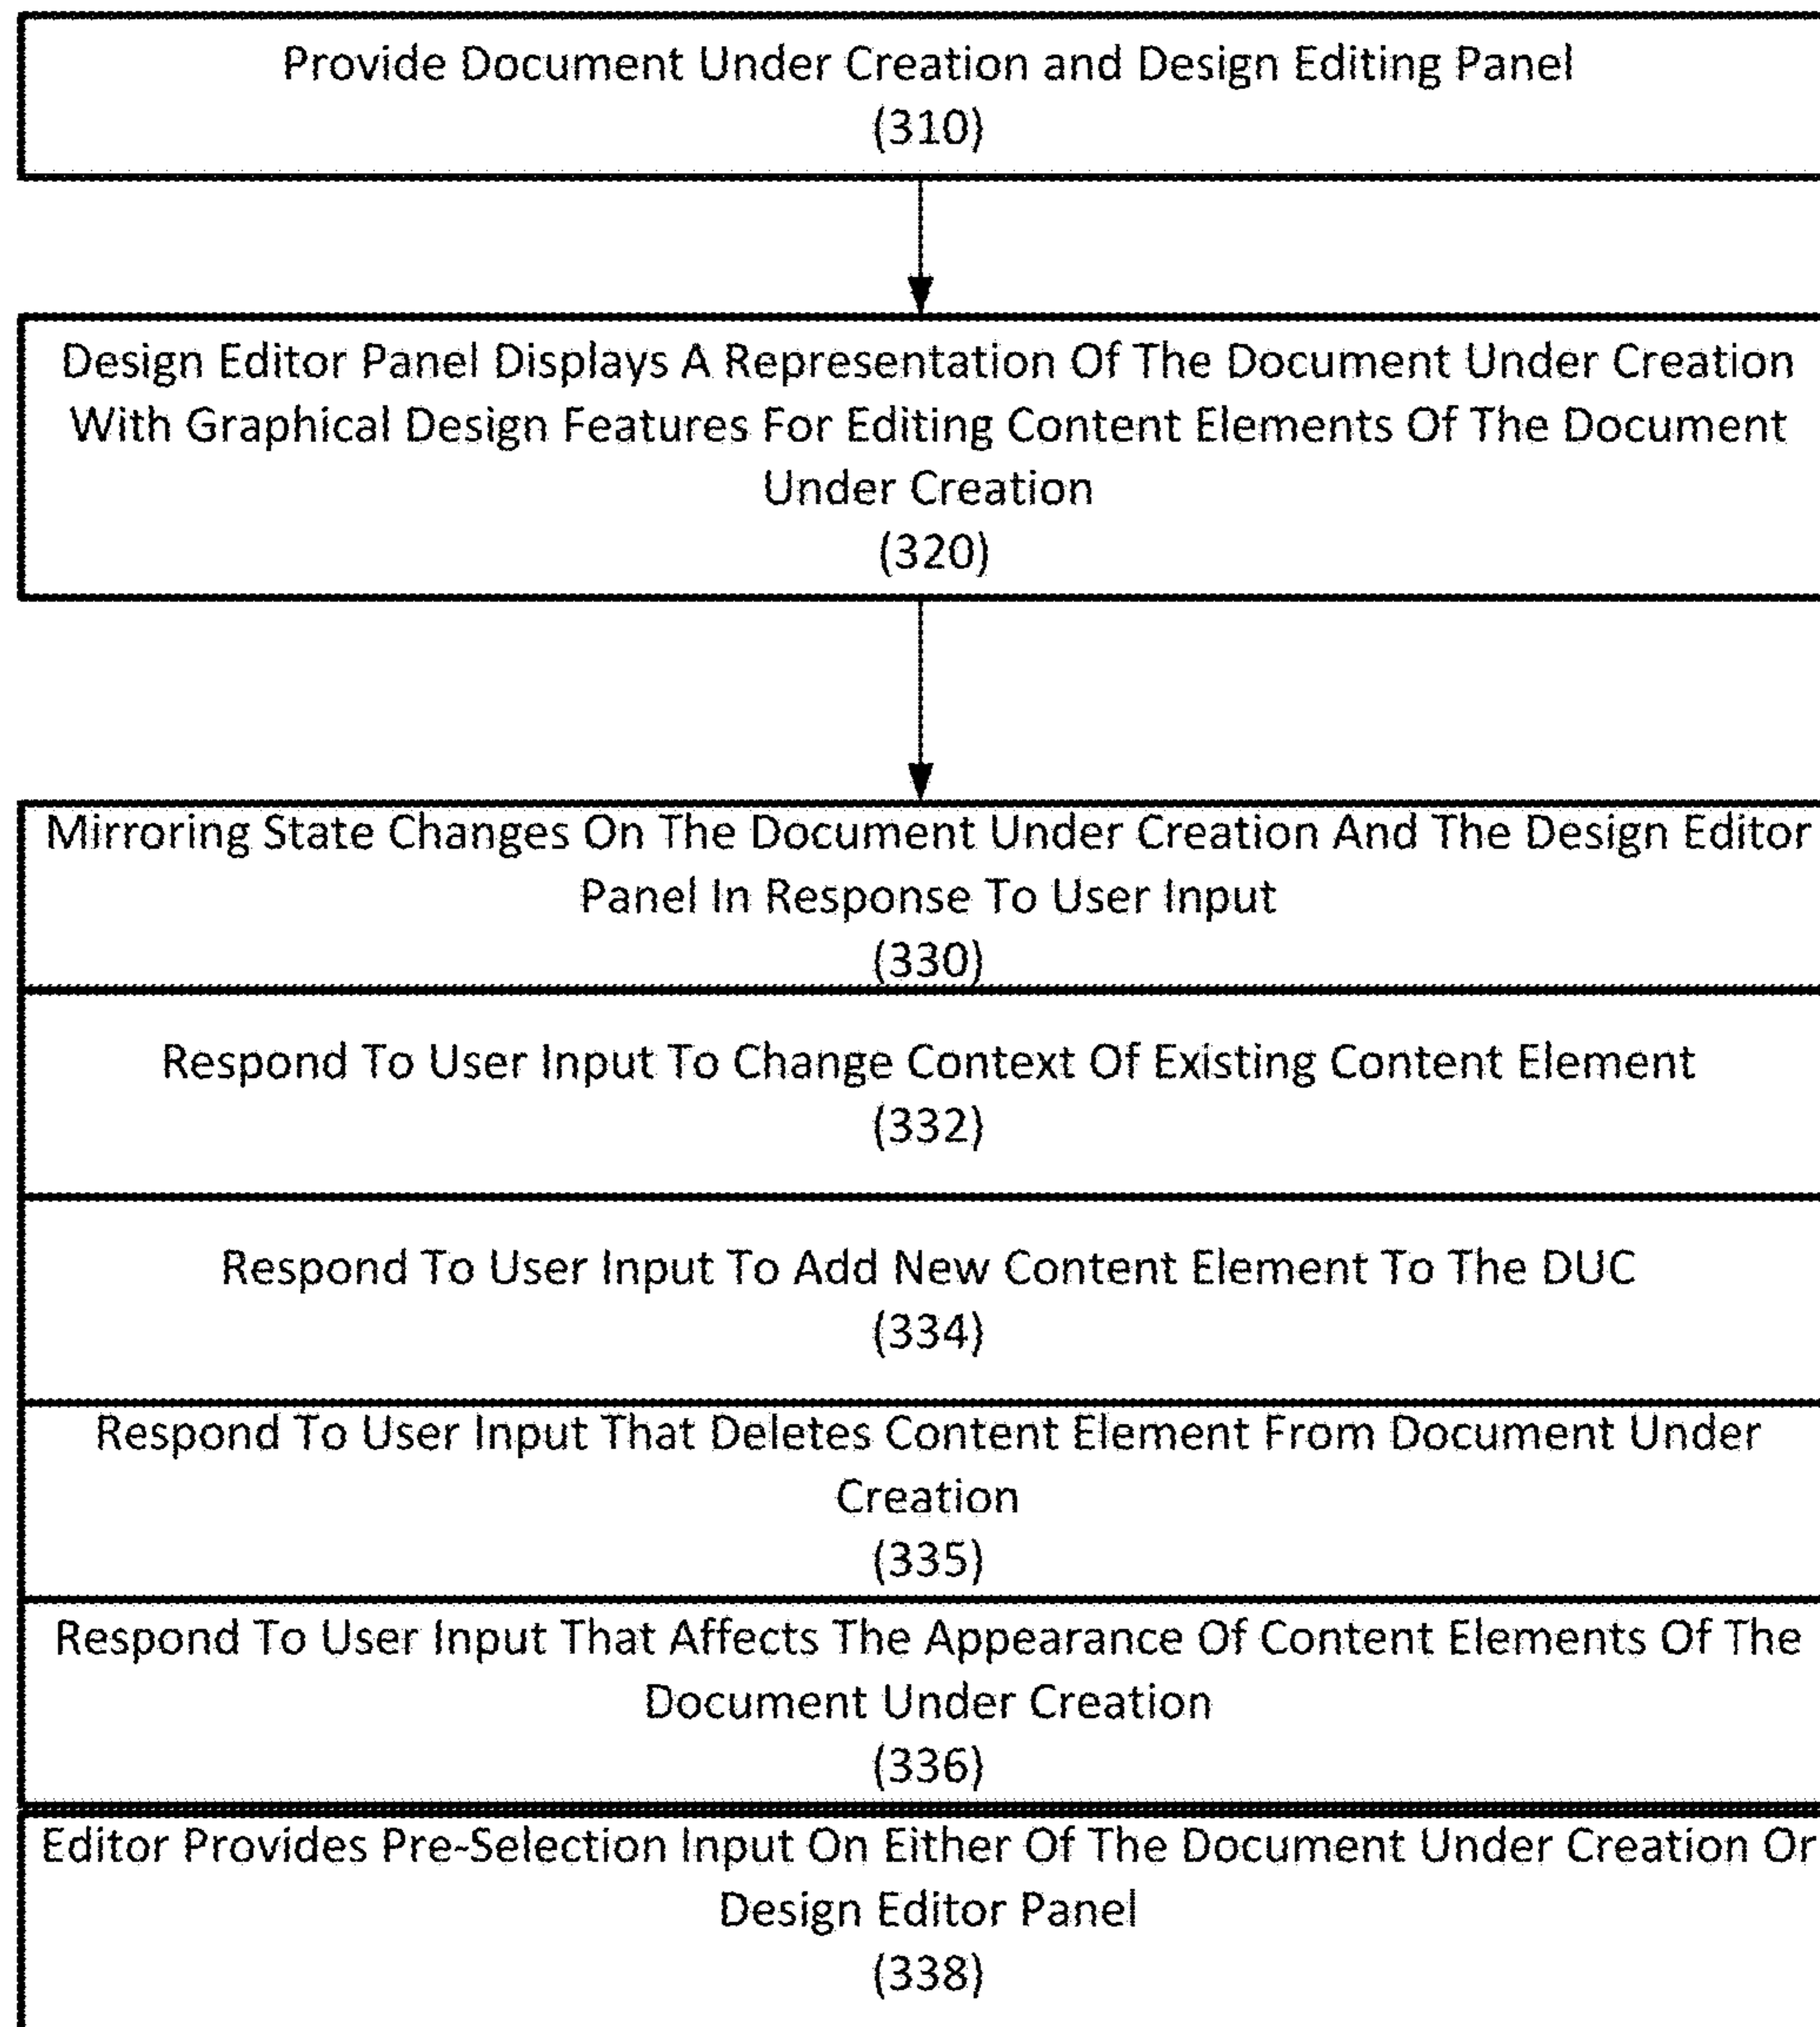 Provide Document Under Creation and Design Editing Panel
(310)
Design Editor Panel Displays A Representation Of The Document Under Creation
With Graphical Design Features For Editing Content Elements Of The Document
Under Creation
(320)
Mirroring State Changes On The Document Under Creation And The Design Editor
Panel In Response To User Input
(330)
Respond To User Input To Change Context Of Existing Content Element
(332)
Respond To User Input To Add New Content Element To The DUC
(334)
Respond To User Input That Deletes Content Element From Document Under
Creation
(335)
Respond To User Input That Affects The Appearance Of Content Elements Of The
Document Under Creation
(336)
Editor Provides Pre-Selection Input On Either Of The Document Under Creation Or
Design Editor Panel
(338)